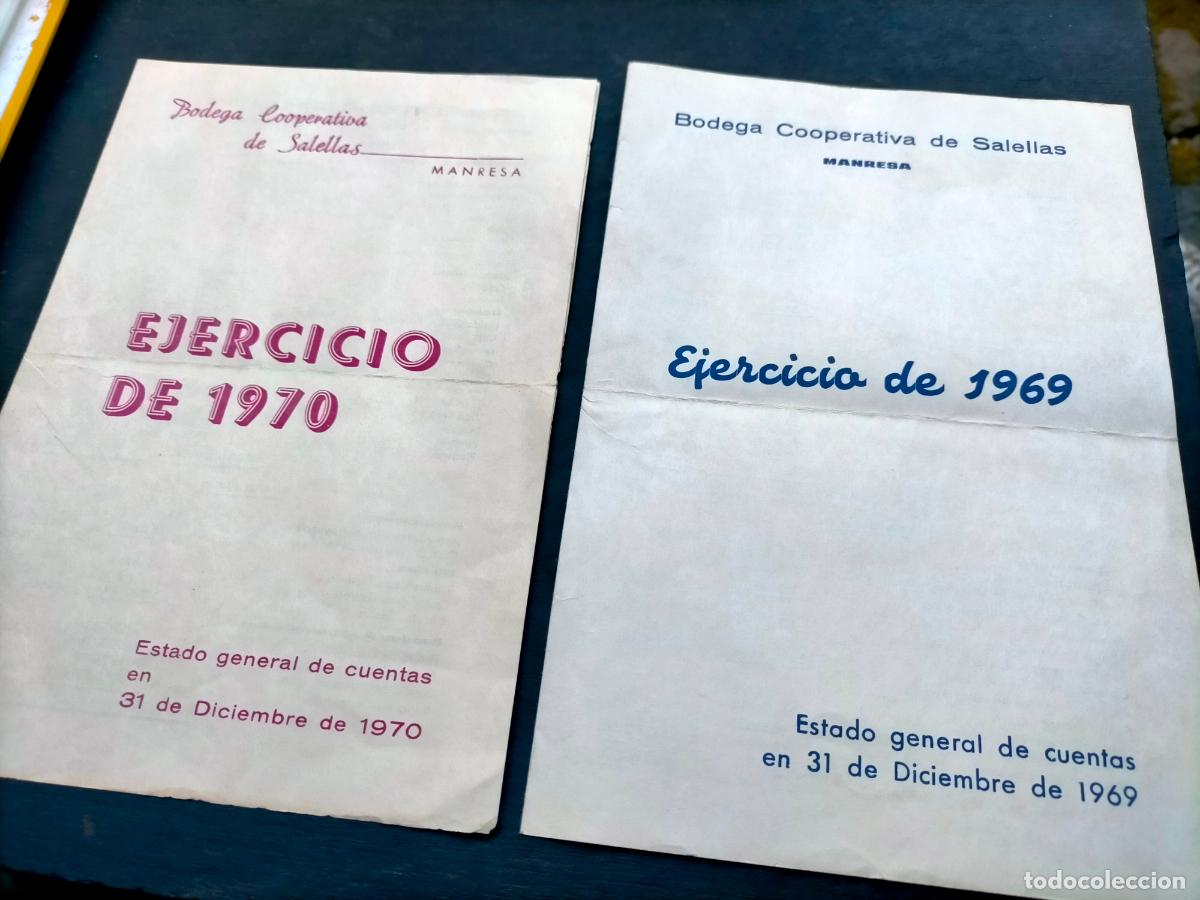 Bodega Cooperativa
de Salellas
MANRESA
EJERCICIO
DE 1970
Estado general de cuentas
en
31 de Diciembre de 1970
Bodega Cooperativa de Salellas
MANRESA
Ejercicio de 1969
Estado general de cuentas
en 31 de Diciembre de 1969
todocoleccion